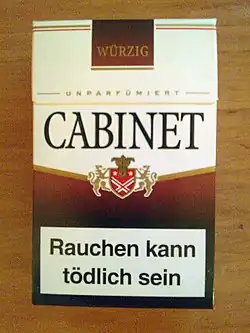 WÜRZIG
UNPARFÜMIERT
CABINET
Rauchen kann
tödlich sein